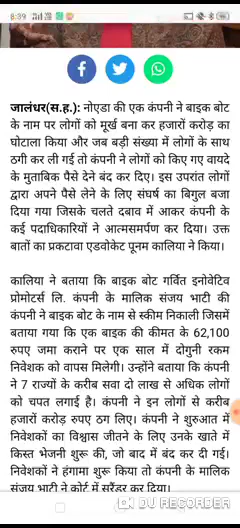 8:39
जालंधर(स.ह.): नोएडा की एक कंपनी ने बाइक बोट
के नाम पर लोगों को मूर्ख बना कर हजारों करोड़ का
घोटाला किया और जब बड़ी संख्या में लोगों के साथ
ठगी कर ली गई तो कंपनी ने लोगों को किए गए वायदे
के मुताबिक पैसे देने बंद कर दिए। इस उपरांत लोगों
द्वारा अपने पैसे लेने के लिए संघर्ष का बिगुल बजा
दिया गया जिसके चलते दबाव में आकर कंपनी के
कई पदाधिकारियों ने आत्मसमर्पण कर दिया। उक्त
बातों का प्रकटावा एडवोकेट पूनम कालिया ने किया।
कालिया ने बताया कि बाइक बोट गर्वित इनोवेटिव
प्रोमोटर्स लि. कंपनी के मालिक संजय भाटी की
कंपनी ने बाइक बोट के नाम से स्कीम निकाली जिसमें
बताया गया कि एक बाइक की कीमत के 62,100
रुपए जमा कराने पर एक साल में दोगुनी रकम
निवेशक को वापस मिलेगी। उन्होंने बताया कि कंपनी
ने 7 राज्यों के करीब सवा दो लाख से अधिक लोगों
को चपत लगाई है। कंपनी ने इन लोगों से करीब
हजारों करोड़ रुपए ठग लिए। कंपनी ने शुरुआत में
निवेशकों का विश्वास जीतने के लिए उनके खाते में
किस्त भेजनी शुरू की, जो बाद में बंद कर दी गई।
निवेशकों ने हंगामा शुरू किया तो कंपनी के मालिक
संजय भाटी ने कोर्ट में सरैंडर कर दिया।
DU RECORDER